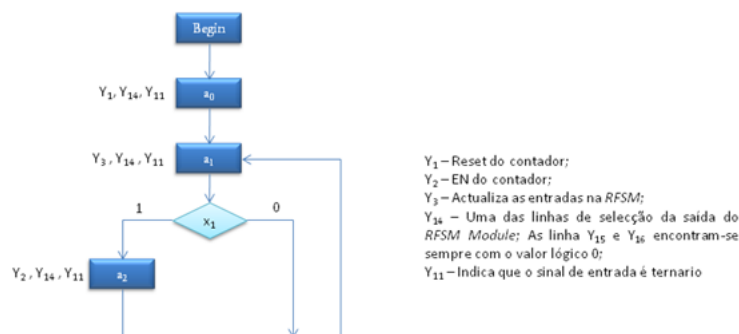 Begin
Y₁, Y₁₄, Y₁₁
a₀
Y₃, Y₁₄, Y₁₁
a₁
1
x₁
0
Y₂, Y₁₄, Y₁₁
a₂
Y₁ – Reset do contador;
Y₂ – EN do contador;
Y₃ – Actualiza as entradas na RFSM;
Y₁₄ – Uma das linhas de selecção da saída do
RFSM Module; As linha Y₁₅ e Y₁₆ encontram-se
sempre com o valor lógico 0;
Y₁₁ – Indica que o sinal de entrada é ternario